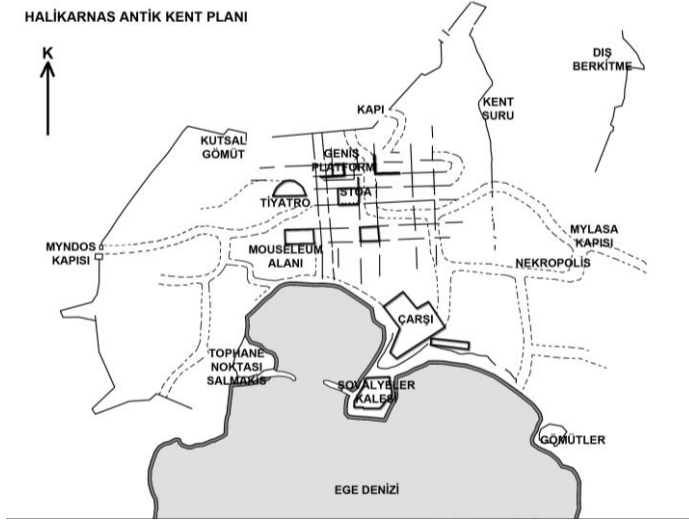 HALİKARNAS ANTİK KENT PLANI
K
DIŞ
BERKİTME
KAPI
KENT
SURU
KUTSAL
GÖMÜT
GENİŞ
PLATFORM
STOA
TİYATRO
MYNDOS
KAPISI
MOUSELEUM
ALANI
MYLASA
KAPISI
NEKROPOLİS
ÇARŞI
TOPHANE
NOKTASI
SALMAKİS
ŞOVALYELER
KALESİ
GÖMÜTLER
EGE DENİZİ